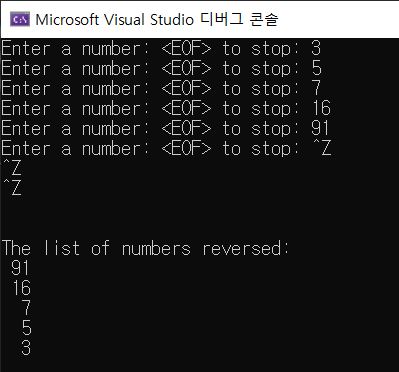 Microsoft Visual Studio 디버그 콘솔
Enter a number: <EOF> to stop: 3
Enter a number: <EOF> to stop: 5
Enter a number: <EOF> to stop: 7
Enter a number: <EOF> to stop: 16
Enter a number: <EOF> to stop: 91
Enter a number: <EOF> to stop: ^Z
^Z
^Z
The list of numbers reversed:
91
16
7
5
3